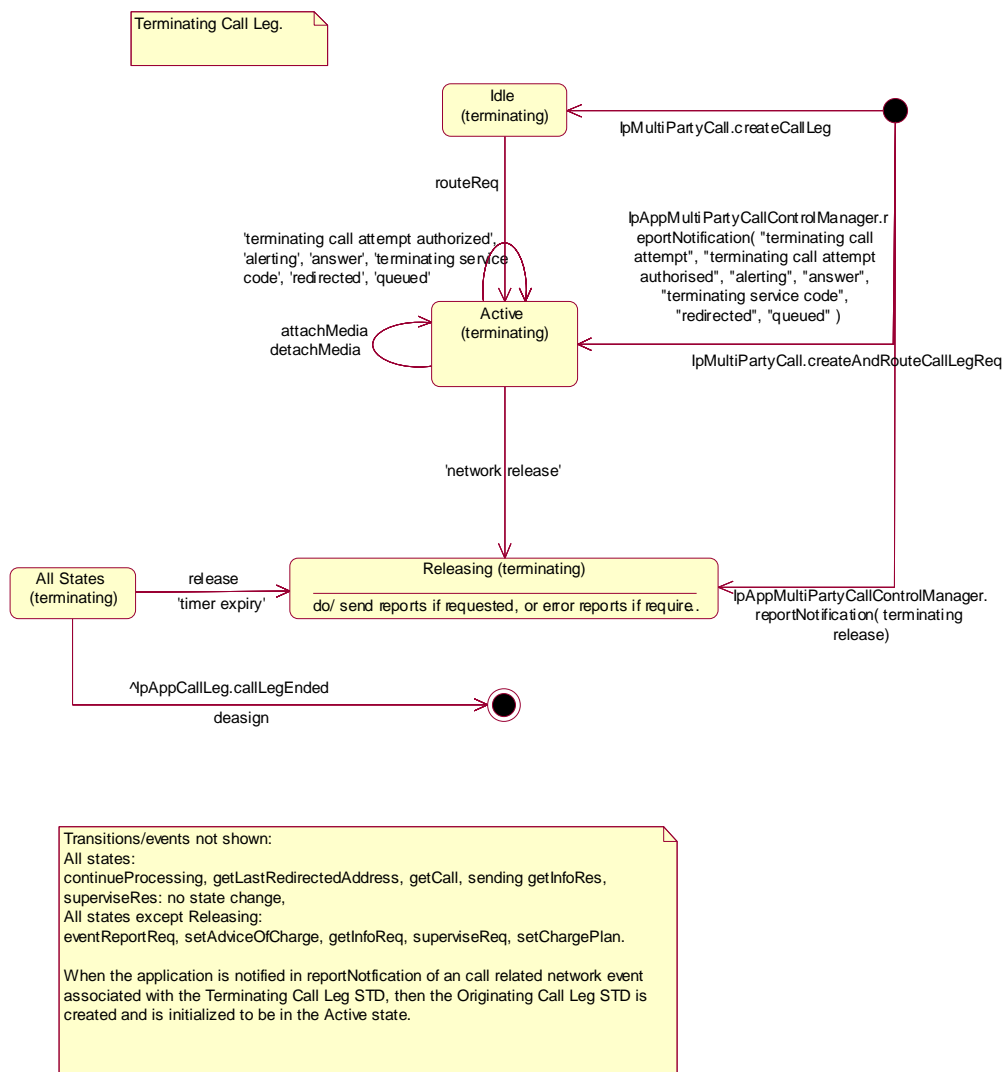 Terminating Call Leg.
Idle
(terminating)
IpMultiPartyCall.createCallLeg
routeReq
IpAppMultiPartyCallControlManager.r
eportNotification( "terminating call
attempt", "terminating call attempt
authorised", "alerting", "answer",
"terminating service code",
"redirected", "queued" )
'terminating call attempt authorized',
'alerting', 'answer', 'terminating service
code', 'redirected', 'queued'
Active
(terminating)
attachMedia
detachMedia
IpMultiPartyCall.createAndRouteCallLegReq
'network release'
All States
(terminating)
release
'timer expiry'
Releasing (terminating)
do/ send reports if requested, or error reports if require..
IpAppMultiPartyCallControlManager.
reportNotification( terminating
release)
^IpAppCallLeg.callLegEnded
deasign
Transitions/events not shown:
All states:
continueProcessing, getLastRedirectedAddress, getCall, sending getInfoRes,
superviseRes: no state change,
All states except Releasing:
eventReportReq, setAdviceOfCharge, getInfoReq, superviseReq, setChargePlan.
When the application is notified in reportNotfication of an call related network event
associated with the Terminating Call Leg STD, then the Originating Call Leg STD is
created and is initialized to be in the Active state.